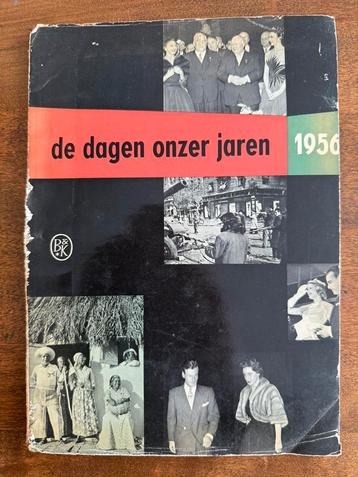 de dagen onzer jaren 1956
B&K